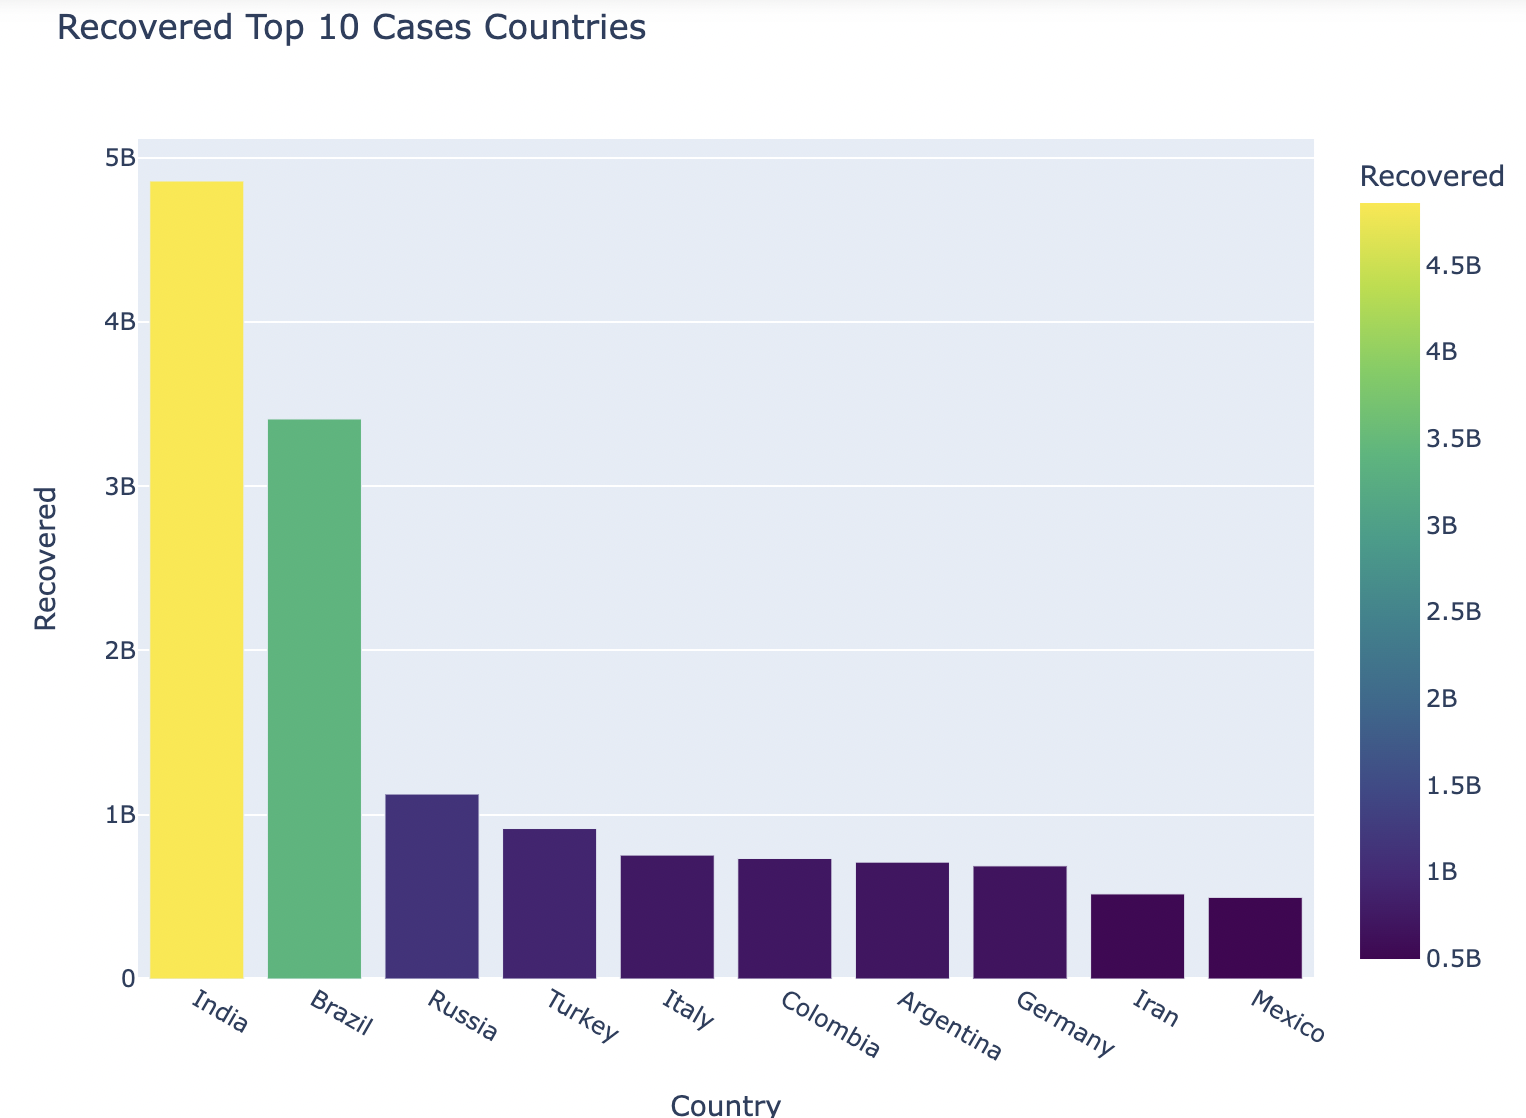 Recovered Top 10 Cases Countries
5B
4B
3B
2B
1B
0
Recovered
India
Brazil
Russia
Turkey
Italy
Colombia
Argentina
Germany
Iran
Mexico
Country
Recovered
4.5B
4B
3.5B
3B
2.5B
2B
1.5B
1B
0.5B